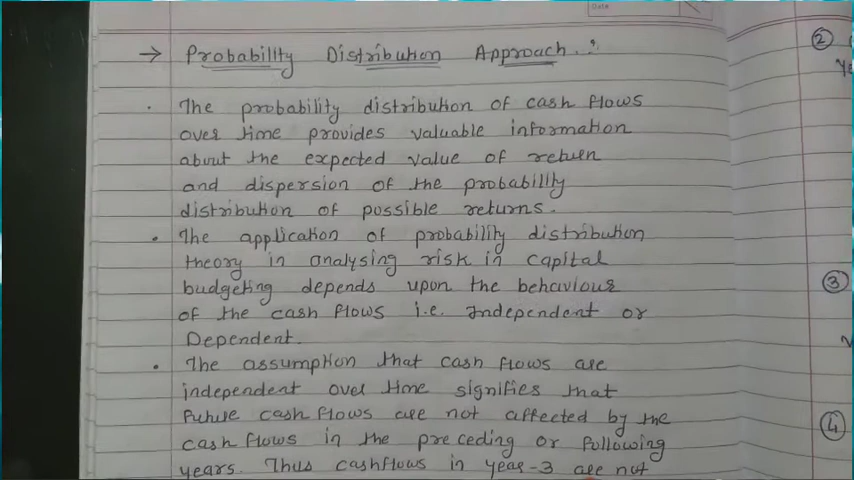 Date
→ Probability Distribution Approach :
• The probability distribution of cash flows
over time provides valuable information
about the expected value of return
and dispersion of the probability
distribution of possible returns.
• The application of probability distribution
theory in analysing risk in capital
budgeting depends upon the behaviour
of the cash flows i.e. Independent or
Dependent.
• The assumption that cash flows are
independent over time signifies that
future cash flows are not affected by the
cash flows in the preceding or following
years. Thus cashflows in year-3 are not
②
③
④